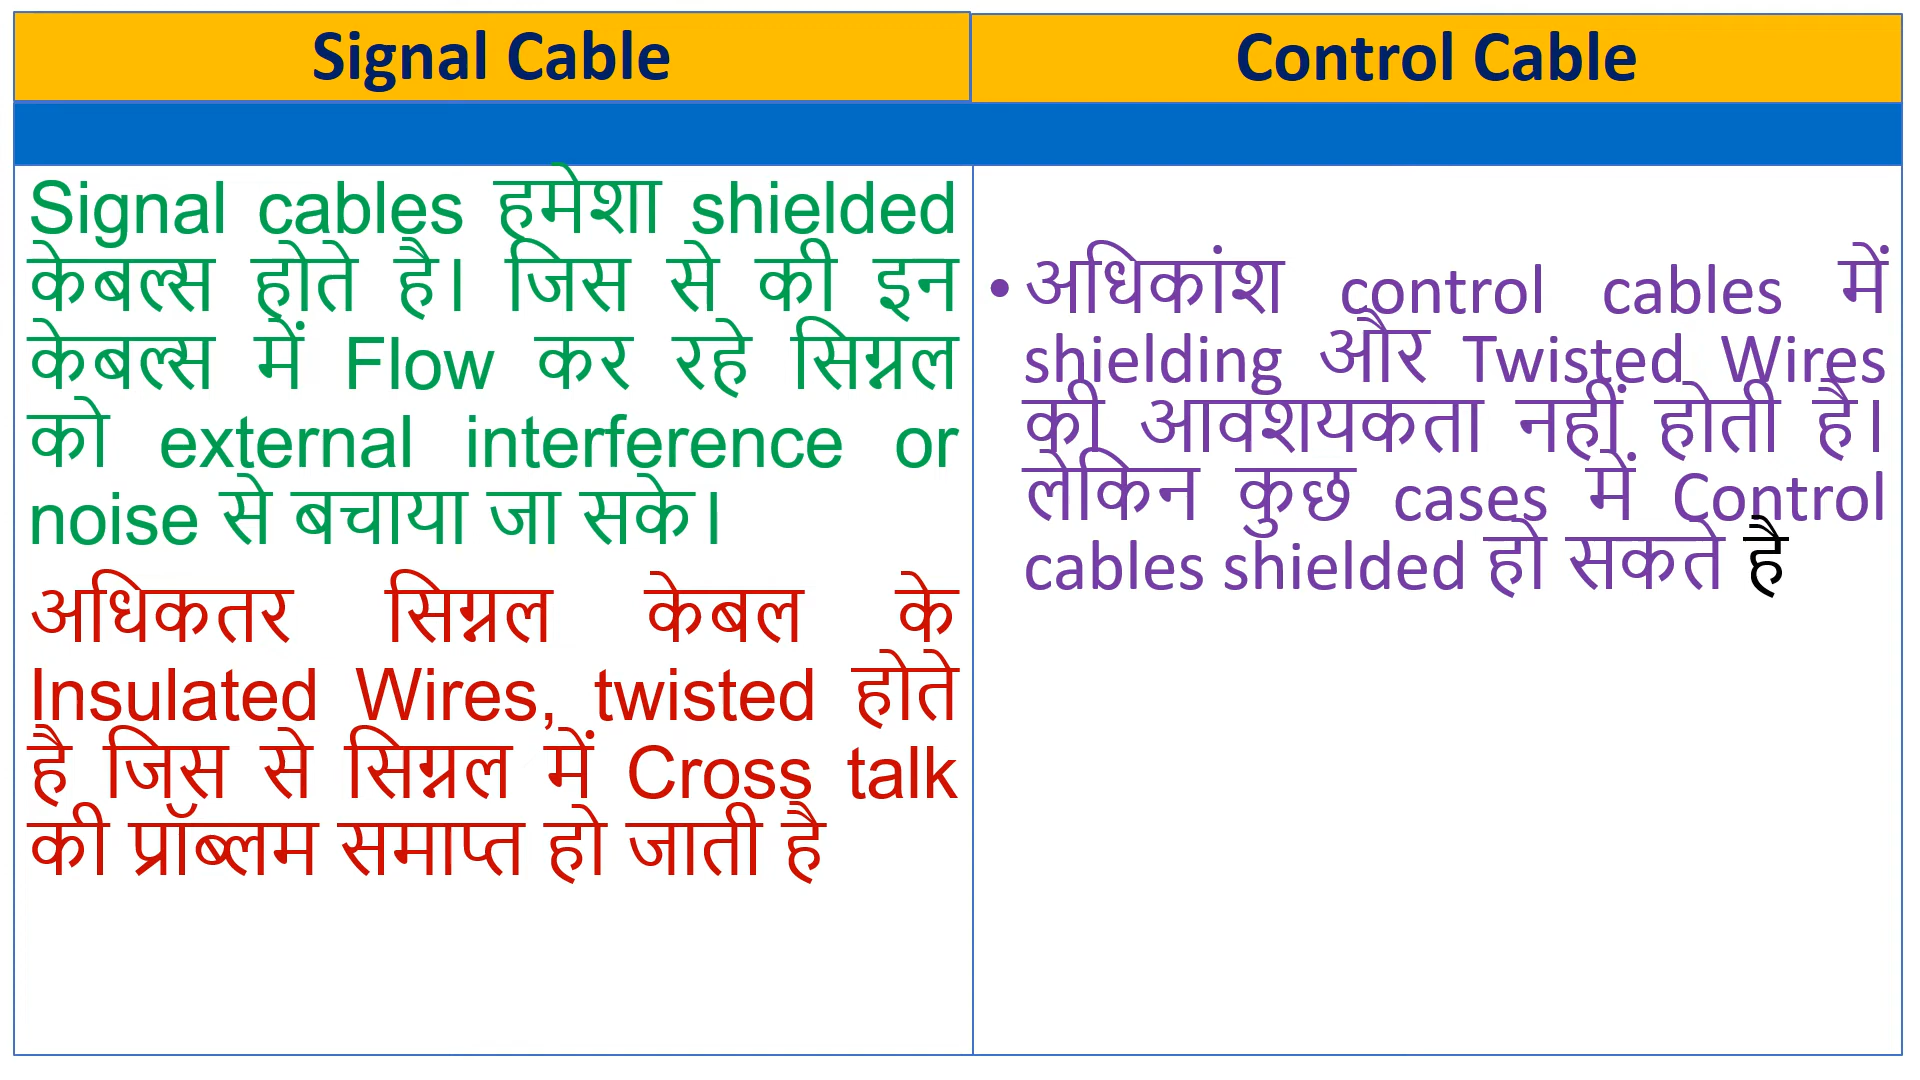 Signal Cable
Control Cable
Signal cables हमेशा shielded
केबल्स होते है। जिस से की इन
केबल्स में Flow कर रहे सिग्नल
को external interference or
noise से बचाया जा सके।
अधिकतर सिग्नल केबल के
Insulated Wires, twisted होते
है जिस से सिग्नल में Cross talk
की प्रॉब्लम समाप्त हो जाती है
• अधिकांश control cables में
shielding और Twisted Wires
की आवशयकता नहीं होती है।
लेकिन कुछ cases में Control
cables shielded हो सकते है